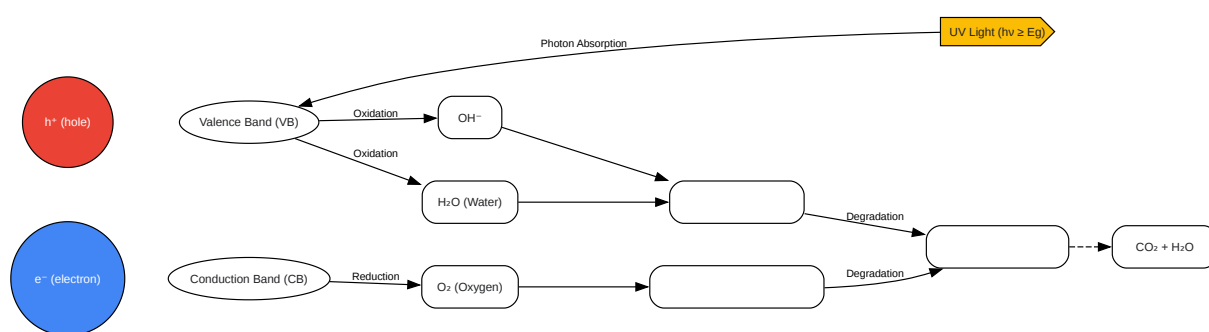 UV Light (hν ≥ Eg)
Photon Absorption
h⁺ (hole)
Valence Band (VB)
Oxidation
OH⁻
Oxidation
H₂O (Water)
Degradation
CO₂ + H₂O
e⁻ (electron)
Conduction Band (CB)
Reduction
O₂ (Oxygen)
Degradation